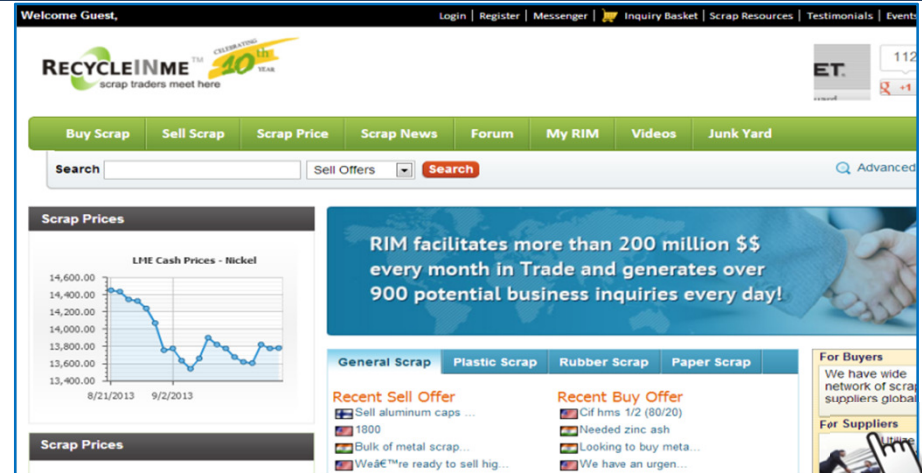 Welcome Guest,
Login | Register | Messenger | Inquiry Basket | Scrap Resources | Testimonials | Events
RECYCLEINME™
scrap traders meet here
CELEBRATING
10th
YEAR
ET.
112
+1
Buy Scrap Sell Scrap Scrap Price Scrap News Forum My RIM Videos Junk Yard
Search Sell Offers Search Advanced
Scrap Prices
LME Cash Prices - Nickel
14,600.00
14,400.00
14,200.00
14,000.00
13,800.00
13,600.00
13,400.00
8/21/2013 9/2/2013
Scrap Prices
RIM facilitates more than 200 million $$
every month in Trade and generates over
900 potential business inquiries every day!
General Scrap Plastic Scrap Rubber Scrap Paper Scrap
Recent Sell Offer
Sell aluminum caps ...
1800
Bulk of metal scrap...
Weâ€™re ready to sell hig...
Recent Buy Offer
Cif hms 1/2 (80/20)
Needed zinc ash
Looking to buy meta...
We have an urgen...
For Buyers
We have wide
network of scrap
suppliers global
For Suppliers
Utilize